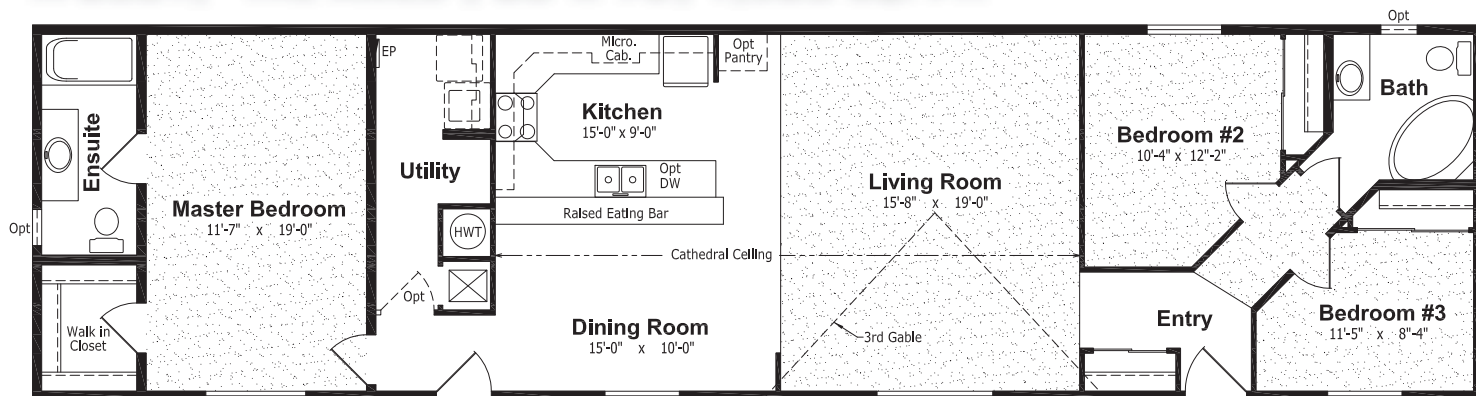 Opt
EP
Micro.
Cab.
Opt
Pantry
Kitchen
15'-0" x 9'-0"
Bath
Bedroom #2
10'-4" x 12'-2"
Ensuite
Utility
Opt
DW
Living Room
15'-8" x 19'-0"
Master Bedroom
11'-7" x 19'-0"
Raised Eating Bar
Opt
HWT
Cathedral Ceiling
Opt
Walk in
Closet
Dining Room
15'-0" x 10'-0"
3rd Gable
Entry
Bedroom #3
11'-5" x 8'-4"